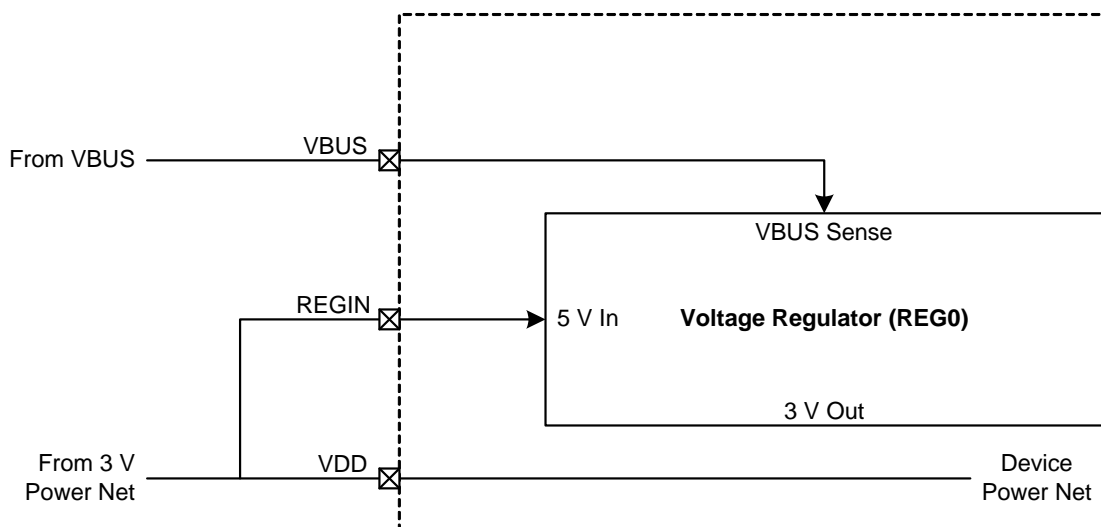 From VBUS
VBUS
VBUS Sense
REGIN
5 V In
Voltage Regulator (REG0)
3 V Out
From 3 V
Power Net
VDD
Device
Power Net